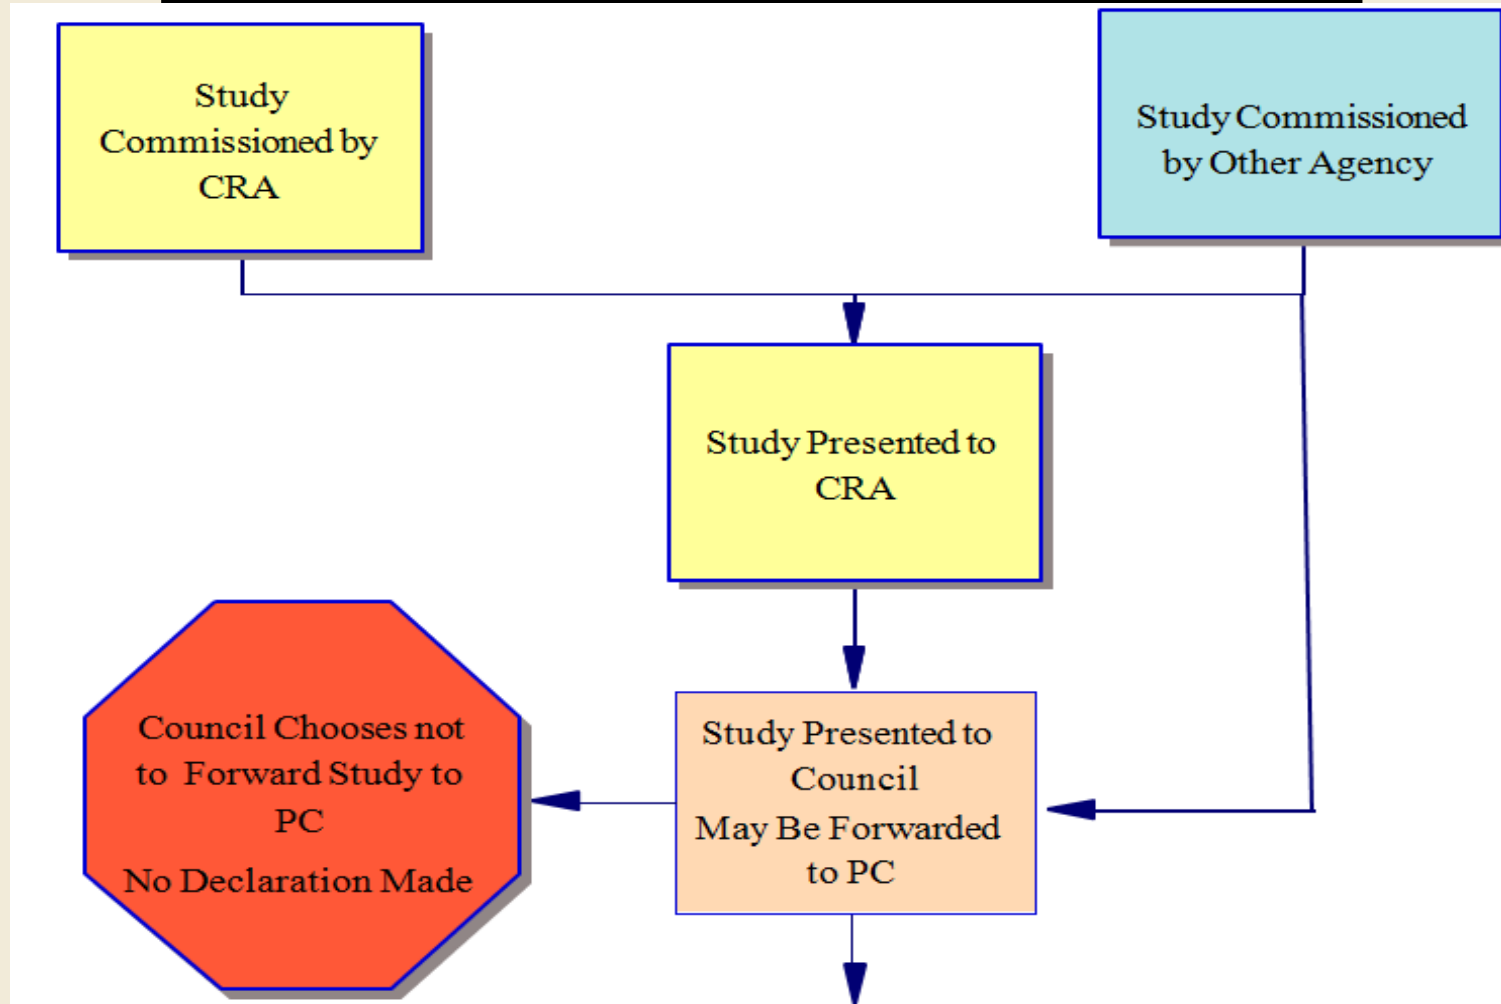 Study
Commissioned by
CRA
Study Commissioned
by Other Agency
Study Presented to
CRA
Council Chooses not
to Forward Study to
PC
No Declaration Made
Study Presented to
Council
May Be Forwarded
to PC